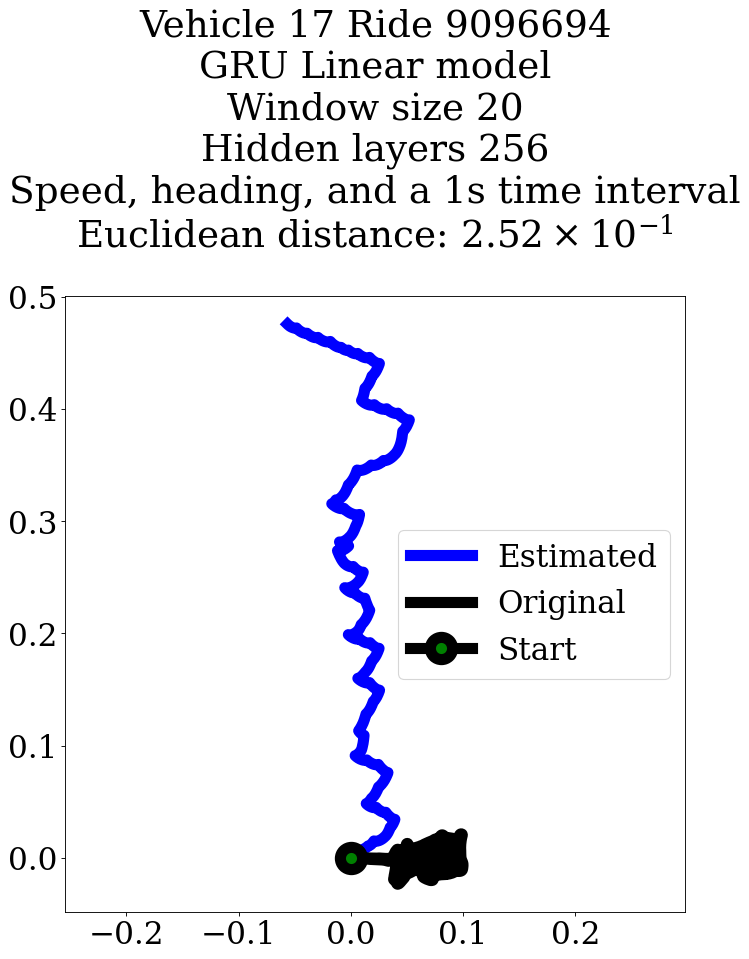 Vehicle 17 Ride 9096694
GRU Linear model
Window size 20
Hidden layers 256
Speed, heading, and a 1s time interval
Euclidean distance: 2.52 × 10⁻¹
0.5
0.4
0.3
0.2
0.1
0.0
Estimated
Original
Start
−0.2 −0.1 0.0 0.1 0.2